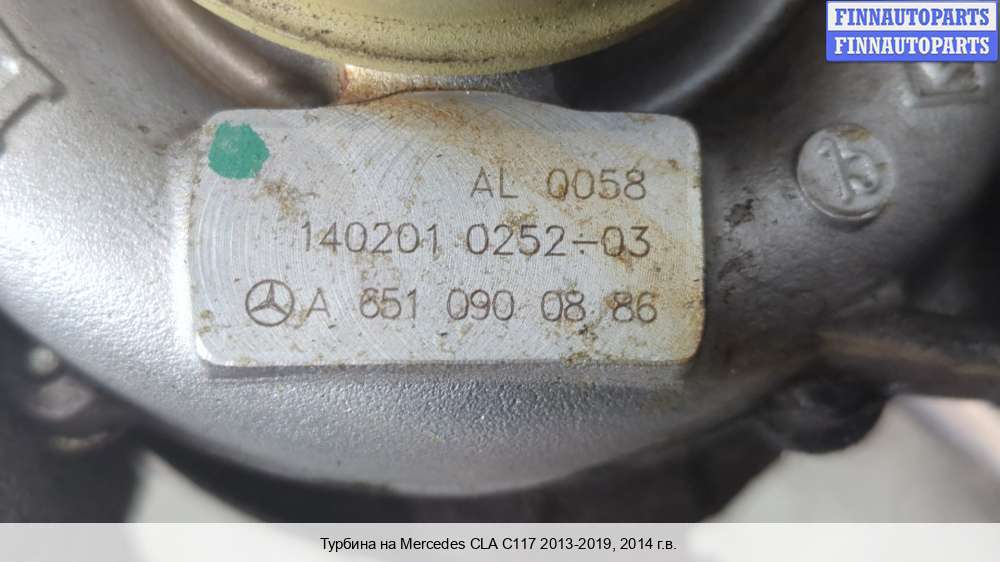 FINNAUTOPARTS
FINNAUTOPARTS
AL 0058
140201 0252-03
A 651 090 08 86
Турбина на Mercedes CLA C117 2013-2019, 2014 г.в.